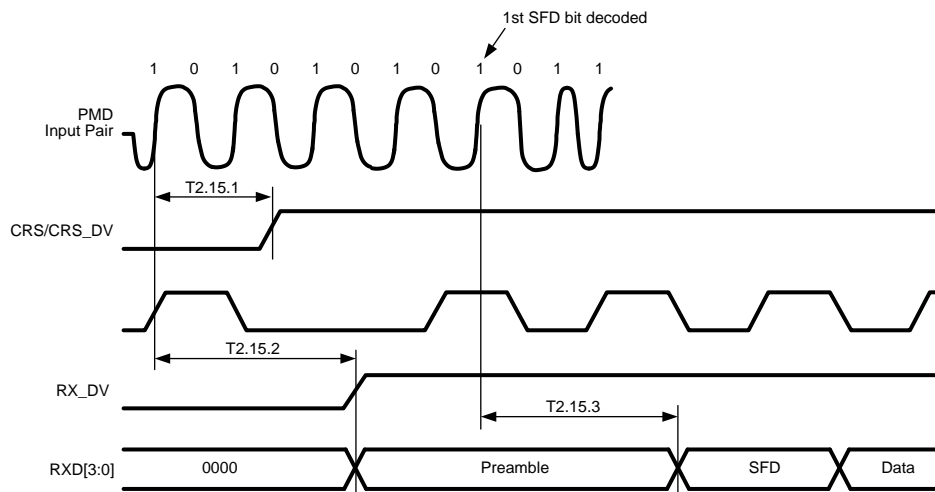 1st SFD bit decoded
1 0 1 0 1 0 1 0 1 0 1 1
PMD
Input Pair
T2.15.1
CRS/CRS_DV
T2.15.2
RX_DV
T2.15.3
RXD[3:0] 0000 Preamble SFD Data